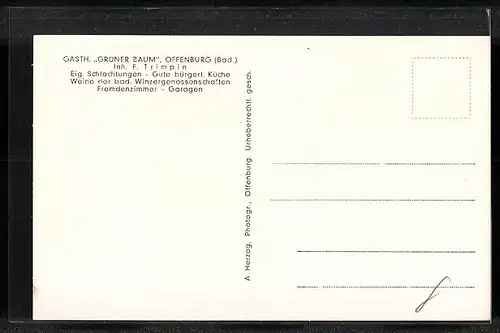 GASTH. „GRÜNER BAUM", OFFENBURG (Bad.)
Inh. F. Trimpin
Eig. Schlachtungen - Gute bürgerl. Küche
Weine der bad. Winzergenossenschaften
Fremdenzimmer - Garagen
A. Herzog, Photogr., Offenburg. Urheberrechtl. gesch.